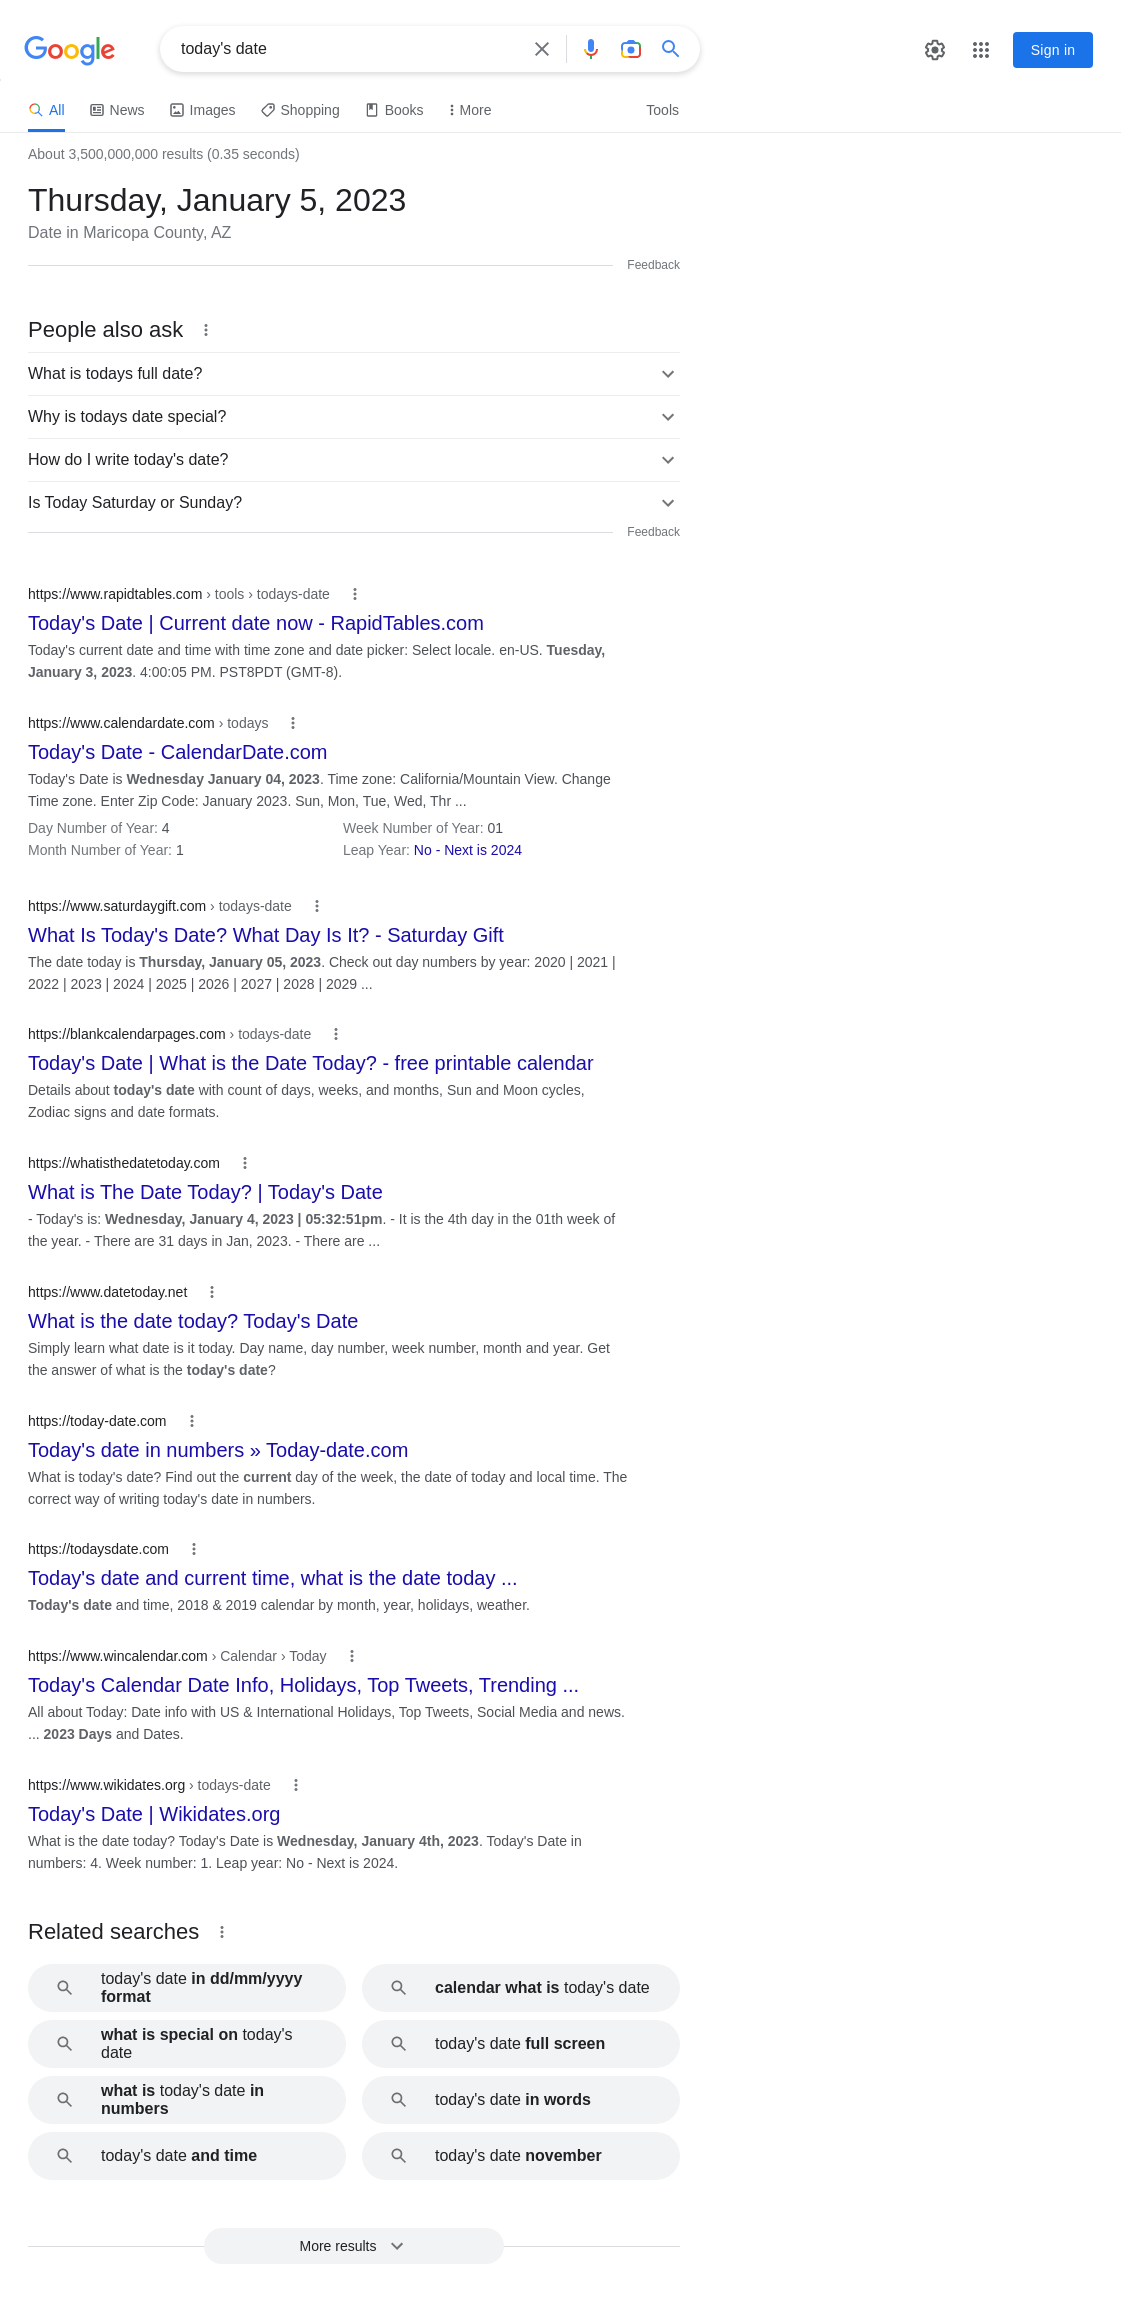 Google
today's date
Sign in
All
News
Images
Shopping
Books
More
Tools
About 3,500,000,000 results (0.35 seconds)
Thursday, January 5, 2023
Date in Maricopa County, AZ
Feedback
People also ask
What is todays full date?
Why is todays date special?
How do I write today's date?
Is Today Saturday or Sunday?
Feedback
https://www.rapidtables.com › tools › todays-date
Today's Date | Current date now - RapidTables.com
Today's current date and time with time zone and date picker: Select locale. en-US. Tuesday,
January 3, 2023. 4:00:05 PM. PST8PDT (GMT-8).
https://www.calendardate.com › todays
Today's Date - CalendarDate.com
Today's Date is Wednesday January 04, 2023. Time zone: California/Mountain View. Change
Time zone. Enter Zip Code: January 2023. Sun, Mon, Tue, Wed, Thr ...
Day Number of Year: 4
Week Number of Year: 01
Month Number of Year: 1
Leap Year: No - Next is 2024
https://www.saturdaygift.com › todays-date
What Is Today's Date? What Day Is It? - Saturday Gift
The date today is Thursday, January 05, 2023. Check out day numbers by year: 2020 | 2021 |
2022 | 2023 | 2024 | 2025 | 2026 | 2027 | 2028 | 2029 ...
https://blankcalendarpages.com › todays-date
Today's Date | What is the Date Today? - free printable calendar
Details about today's date with count of days, weeks, and months, Sun and Moon cycles,
Zodiac signs and date formats.
https://whatisthedatetoday.com
What is The Date Today? | Today's Date
- Today's is: Wednesday, January 4, 2023 | 05:32:51pm. - It is the 4th day in the 01th week of
the year. - There are 31 days in Jan, 2023. - There are ...
https://www.datetoday.net
What is the date today? Today's Date
Simply learn what date is it today. Day name, day number, week number, month and year. Get
the answer of what is the today's date?
https://today-date.com
Today's date in numbers » Today-date.com
What is today's date? Find out the current day of the week, the date of today and local time. The
correct way of writing today's date in numbers.
https://todaysdate.com
Today's date and current time, what is the date today ...
Today's date and time, 2018 & 2019 calendar by month, year, holidays, weather.
https://www.wincalendar.com › Calendar › Today
Today's Calendar Date Info, Holidays, Top Tweets, Trending ...
All about Today: Date info with US & International Holidays, Top Tweets, Social Media and news.
... 2023 Days and Dates.
https://www.wikidates.org › todays-date
Today's Date | Wikidates.org
What is the date today? Today's Date is Wednesday, January 4th, 2023. Today's Date in
numbers: 4. Week number: 1. Leap year: No - Next is 2024.
Related searches
today's date in dd/mm/yyyy
format
calendar what is today's date
what is special on today's
date
today's date full screen
what is today's date in
numbers
today's date in words
today's date and time
today's date november
More results